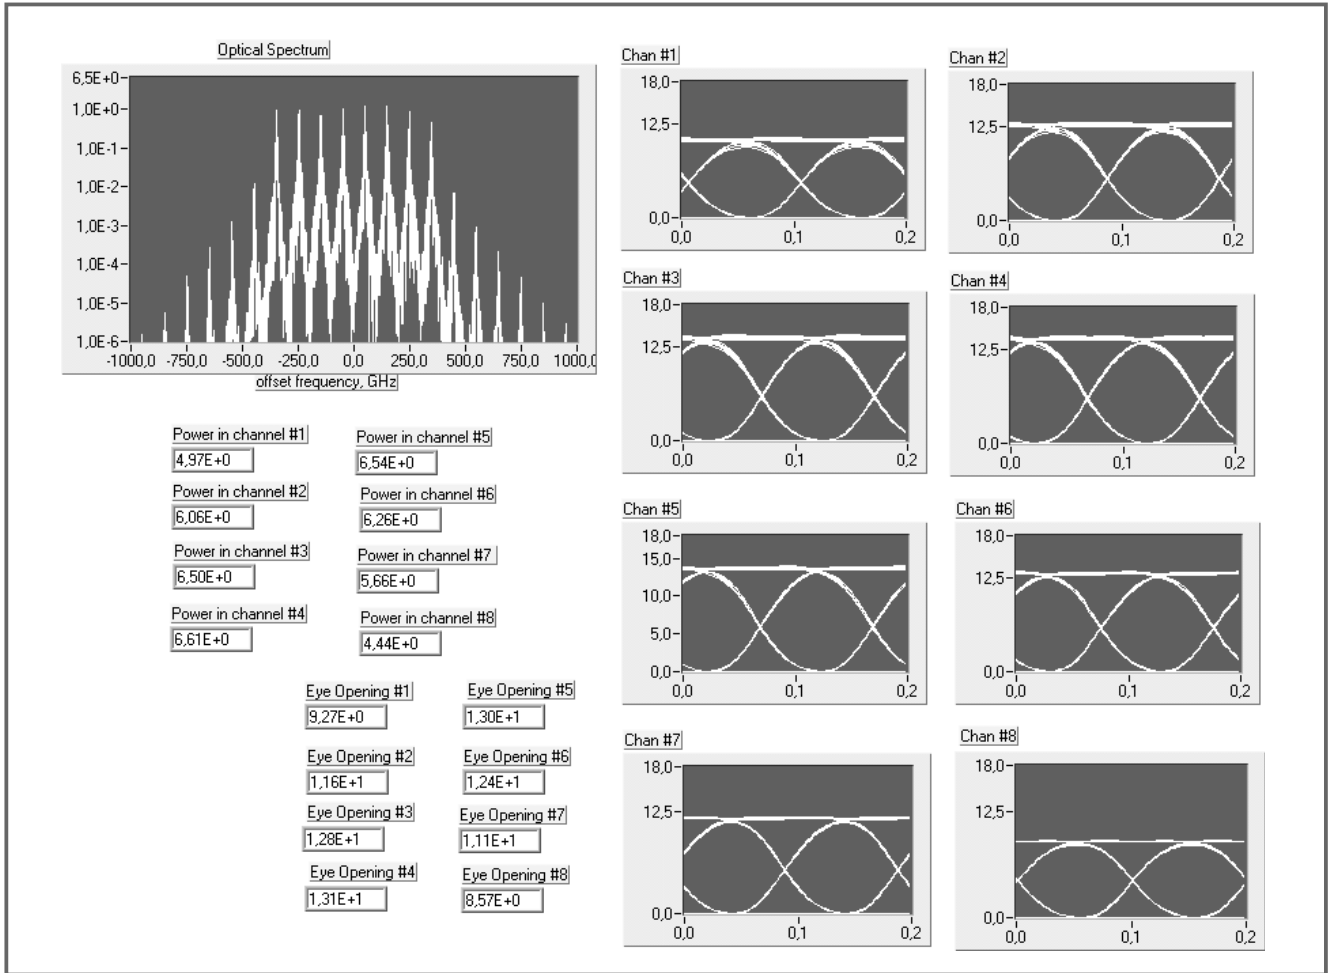 Optical Spectrum
6,5E+0
1,0E+0
1,0E-1
1,0E-2
1,0E-3
1,0E-4
1,0E-5
1,0E-6
-1000,0 -750,0 -500,0 -250,0 0,0 250,0 500,0 750,0 1000,0
offset frequency, GHz
Power in channel #1
4,97E+0
Power in channel #2
6,06E+0
Power in channel #3
6,50E+0
Power in channel #4
6,61E+0
Power in channel #5
6,54E+0
Power in channel #6
6,26E+0
Power in channel #7
5,66E+0
Power in channel #8
4,44E+0
Eye Opening #1
9,27E+0
Eye Opening #2
1,16E+1
Eye Opening #3
1,28E+1
Eye Opening #4
1,31E+1
Eye Opening #5
1,30E+1
Eye Opening #6
1,24E+1
Eye Opening #7
1,11E+1
Eye Opening #8
8,57E+0
Chan #1
18,0
12,5
0,0
0,0 0,1 0,2
Chan #2
18,0
12,5
0,0
0,0 0,1 0,2
Chan #3
18,0
12,5
0,0
0,0 0,1 0,2
Chan #4
18,0
12,5
0,0
0,0 0,1 0,2
Chan #5
18,0
15,0
10,0
5,0
0,0
0,0 0,1 0,2
Chan #6
18,0
12,5
0,0
0,0 0,1 0,2
Chan #7
18,0
12,5
0,0
0,0 0,1 0,2
Chan #8
18,0
12,5
0,0
0,0 0,1 0,2